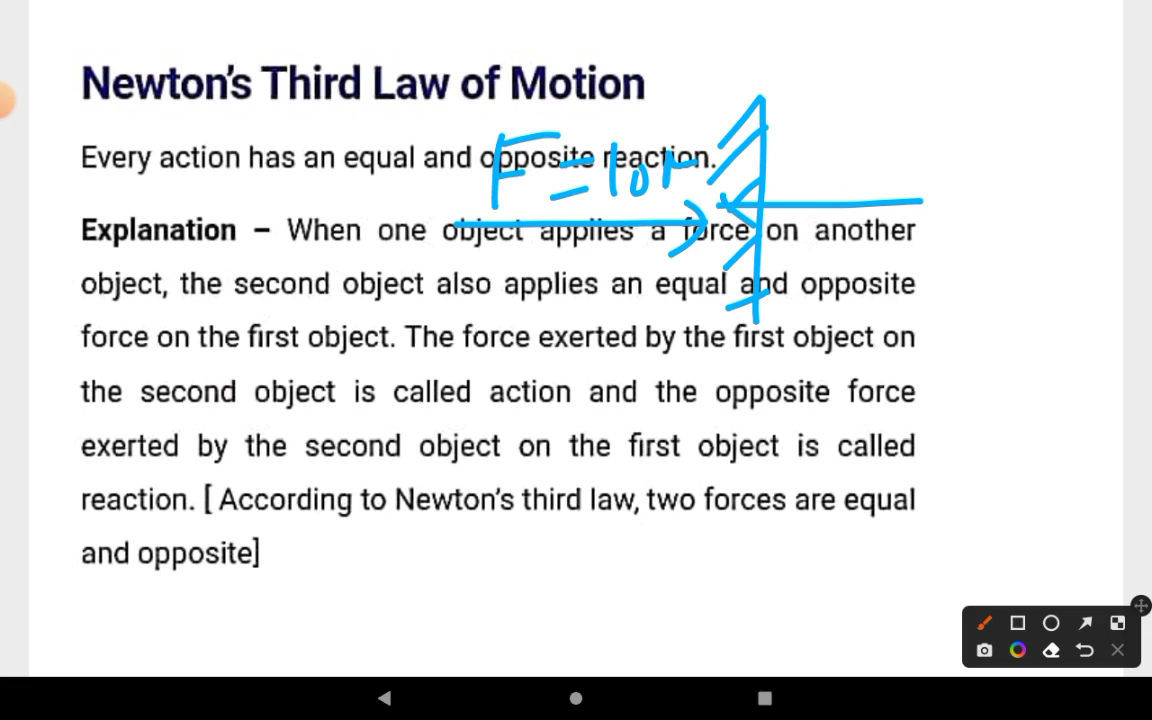 Newton's Third Law of Motion
Every action has an equal and opposite reaction.
F = 10N
Explanation – When one object applies a force on another
object, the second object also applies an equal and opposite
force on the first object. The force exerted by the first object on
the second object is called action and the opposite force
exerted by the second object on the first object is called
reaction. [ According to Newton's third law, two forces are equal
and opposite]